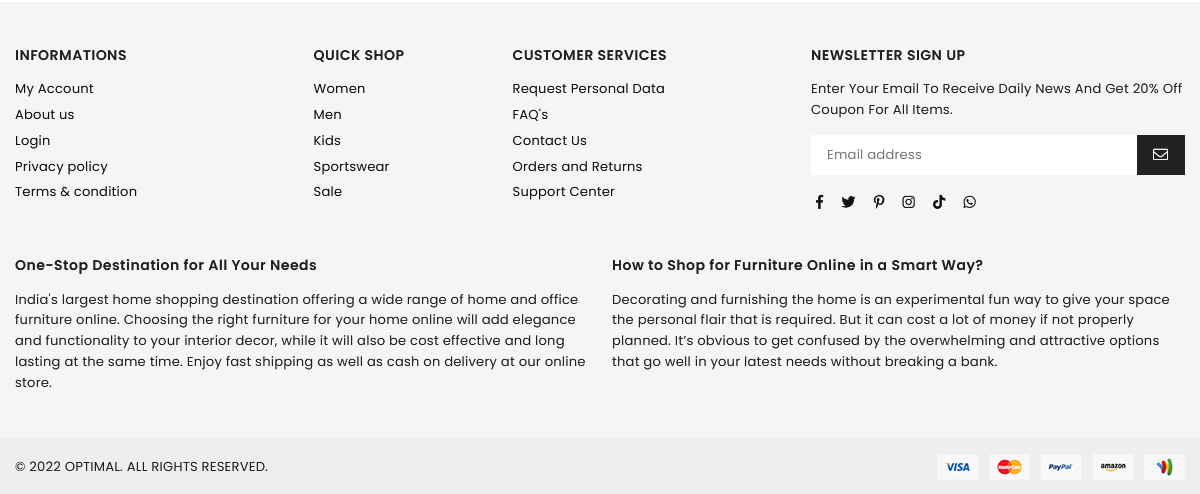 INFORMATIONS
My Account
About us
Login
Privacy policy
Terms & condition
QUICK SHOP
Women
Men
Kids
Sportswear
Sale
CUSTOMER SERVICES
Request Personal Data
FAQ's
Contact Us
Orders and Returns
Support Center
NEWSLETTER SIGN UP
Enter Your Email To Receive Daily News And Get 20% Off
Coupon For All Items.
Email address
One-Stop Destination for All Your Needs
India's largest home shopping destination offering a wide range of home and office
furniture online. Choosing the right furniture for your home online will add elegance
and functionality to your interior decor, while it will also be cost effective and long
lasting at the same time. Enjoy fast shipping as well as cash on delivery at our online
store.
How to Shop for Furniture Online in a Smart Way?
Decorating and furnishing the home is an experimental fun way to give your space
the personal flair that is required. But it can cost a lot of money if not properly
planned. It’s obvious to get confused by the overwhelming and attractive options
that go well in your latest needs without breaking a bank.
© 2022 OPTIMAL. ALL RIGHTS RESERVED.
VISA
MasterCard
PayPal
amazon